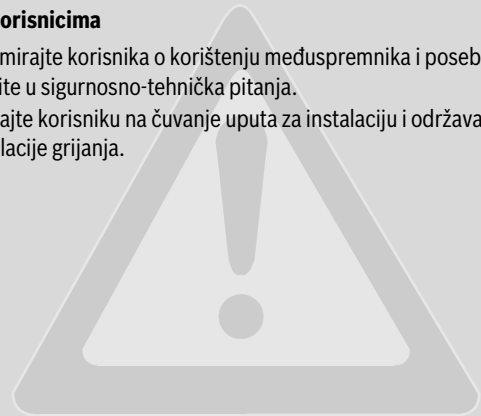 orisnicima
mirajte korisnika o korištenju međuspremnika i poseb
ite u sigurnosno-tehnička pitanja.
ajte korisniku na čuvanje uputa za instalaciju i održava
lacije grijanja.